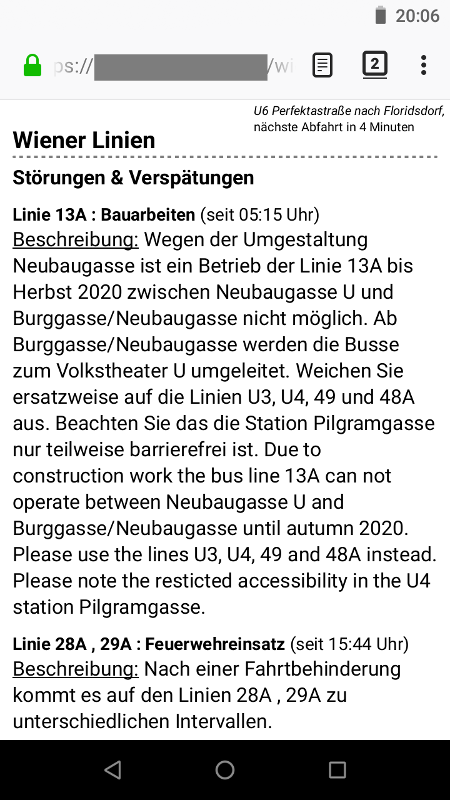 20:06
ps://
/wi
2
U6 Perfektastraße nach Floridsdorf,
nächste Abfahrt in 4 Minuten
Wiener Linien
Störungen & Verspätungen
Linie 13A : Bauarbeiten (seit 05:15 Uhr)
Beschreibung: Wegen der Umgestaltung
Neubaugasse ist ein Betrieb der Linie 13A bis
Herbst 2020 zwischen Neubaugasse U und
Burggasse/Neubaugasse nicht möglich. Ab
Burggasse/Neubaugasse werden die Busse
zum Volkstheater U umgeleitet. Weichen Sie
ersatzweise auf die Linien U3, U4, 49 und 48A
aus. Beachten Sie das die Station Pilgramgasse
nur teilweise barrierefrei ist. Due to
construction work the bus line 13A can not
operate between Neubaugasse U and
Burggasse/Neubaugasse until autumn 2020.
Please use the lines U3, U4, 49 and 48A instead.
Please note the resticted accessibility in the U4
station Pilgramgasse.
Linie 28A , 29A : Feuerwehreinsatz (seit 15:44 Uhr)
Beschreibung: Nach einer Fahrtbehinderung
kommt es auf den Linien 28A , 29A zu
unterschiedlichen Intervallen.